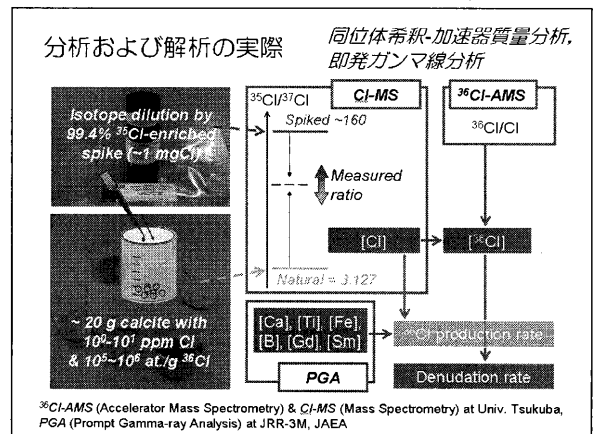 分析および解析の実際
同位体希釈-加速器質量分析,
即発ガンマ線分析
Isotope dilution by
99.4% ³⁵Cl-enriched
spike (~1 mgCl)
~ 20 g calcite with
10⁰-10¹ ppm Cl
& 10⁵~10⁶ at./g ³⁶Cl
³⁵Cl/³⁷Cl
Cl-MS
Spiked ~160
Measured
ratio
Natural = 3.127
³⁶Cl-AMS
³⁶Cl/Cl
[Cl]
[³⁶Cl]
[Ca], [Ti], [Fe],
[B], [Gd], [Sm]
PGA
³⁶Cl production rate
Denudation rate
³⁶Cl-AMS (Accelerator Mass Spectrometry) & Cl-MS (Mass Spectrometry) at Univ. Tsukuba,
PGA (Prompt Gamma-ray Analysis) at JRR-3M, JAEA